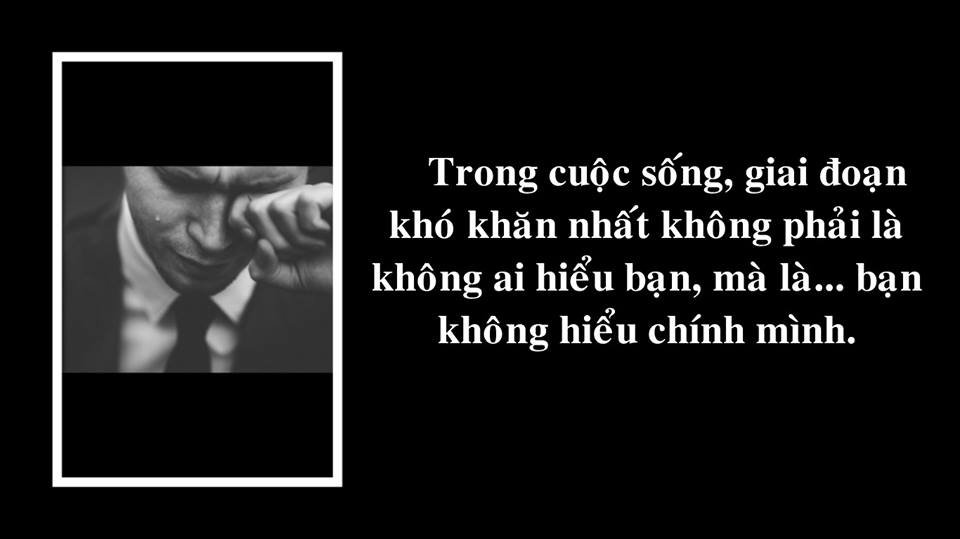 Trong cuộc sống, giai đoạn
khó khăn nhất không phải là
không ai hiểu bạn, mà là... bạn
không hiểu chính mình.